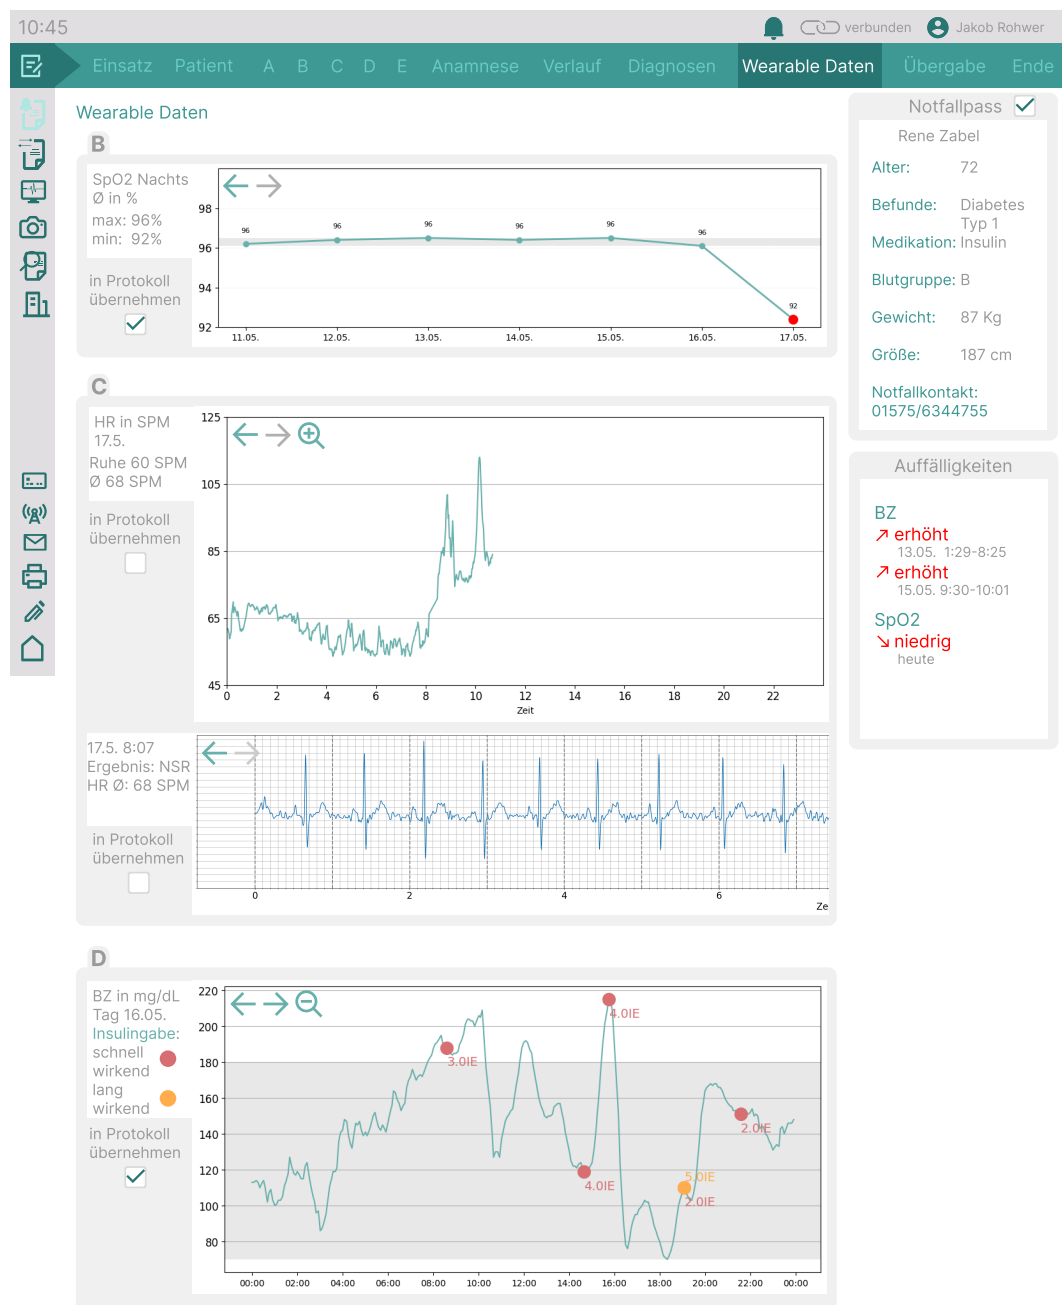 10:45
verbunden
Jakob Rohwer
Einsatz Patient A B C D E Anamnese Verlauf Diagnosen Wearable Daten Übergabe Ende
Wearable Daten
B
SpO2 Nachts
Ø in %
max: 96%
min: 92%
in Protokoll
übernehmen
98
96
94
92
96 96 96 96 96 96 92
11.05. 12.05. 13.05. 14.05. 15.05. 16.05. 17.05.
C
HR in SPM
17.5.
Ruhe 60 SPM
Ø 68 SPM
in Protokoll
übernehmen
125
105
85
65
45
0 2 4 6 8 10 12 14 16 18 20 22
Zeit
17.5. 8:07
Ergebnis: NSR
HR Ø: 68 SPM
in Protokoll
übernehmen
0 2 4 6
Ze
D
BZ in mg/dL
Tag 16.05.
Insulingabe:
schnell
wirkend
lang
wirkend
in Protokoll
übernehmen
220
200
180
160
140
120
100
80
3.0IE
4.0IE
4.0IE
5.0IE
2.0IE
2.0IE
00:00 02:00 04:00 06:00 08:00 10:00 12:00 14:00 16:00 18:00 20:00 22:00 00:00
Notfallpass
Rene Zabel
Alter: 72
Befunde: Diabetes
Typ 1
Medikation: Insulin
Blutgruppe: B
Gewicht: 87 Kg
Größe: 187 cm
Notfallkontakt:
01575/6344755
Auffälligkeiten
BZ
erhöht
13.05. 1:29-8:25
erhöht
15.05. 9:30-10:01
SpO2
niedrig
heute